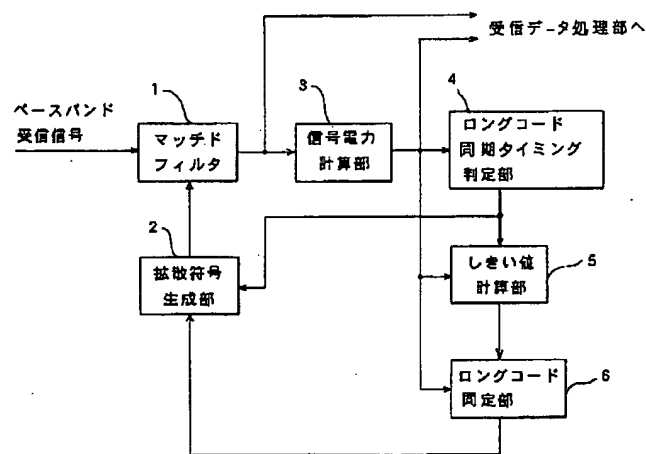 受信データ処理部へ
ベースバンド
受信信号
1
マッチド
フィルタ
3
信号電力
計算部
4
ロングコード
同期タイミング
判定部
2
拡散符号
生成部
しきい値
計算部
5
ロングコード
同定部
6